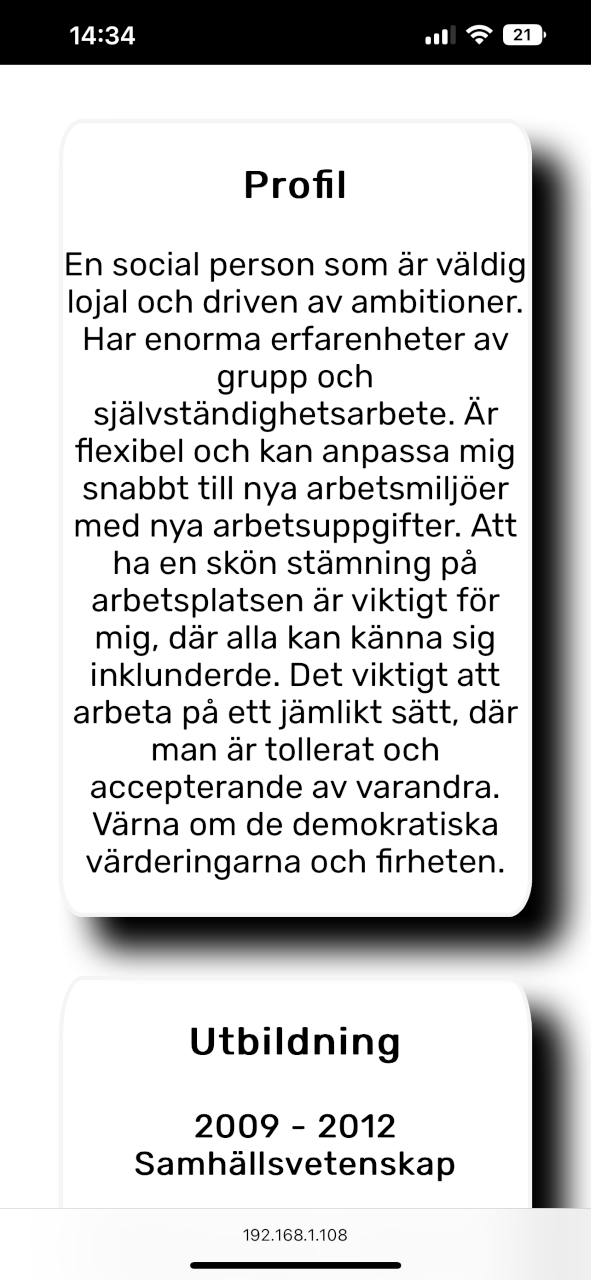 14:34
21
Profil
En social person som är väldig
lojal och driven av ambitioner.
Har enorma erfarenheter av
grupp och
självständighetsarbete. Är
flexibel och kan anpassa mig
snabbt till nya arbetsmiljöer
med nya arbetsuppgifter. Att
ha en skön stämning på
arbetsplatsen är viktigt för
mig, där alla kan känna sig
inklunderde. Det viktigt att
arbeta på ett jämlikt sätt, där
man är tollerat och
accepterande av varandra.
Värna om de demokratiska
värderingarna och firheten.
Utbildning
2009 - 2012
Samhällsvetenskap
192.168.1.108